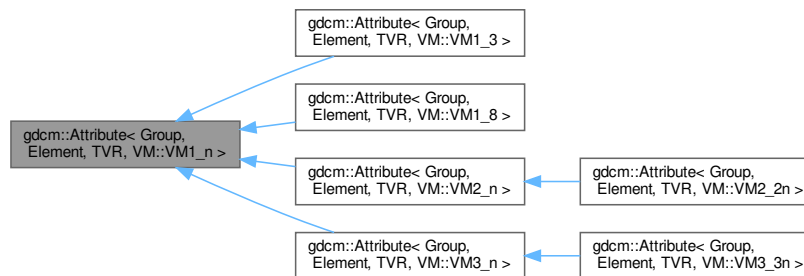 gdcm::Attribute< Group,
Element, TVR, VM::VM1_3 >
gdcm::Attribute< Group,
Element, TVR, VM::VM1_8 >
gdcm::Attribute< Group,
Element, TVR, VM::VM1_n >
gdcm::Attribute< Group,
Element, TVR, VM::VM2_n >
gdcm::Attribute< Group,
Element, TVR, VM::VM2_2n >
gdcm::Attribute< Group,
Element, TVR, VM::VM3_n >
gdcm::Attribute< Group,
Element, TVR, VM::VM3_3n >